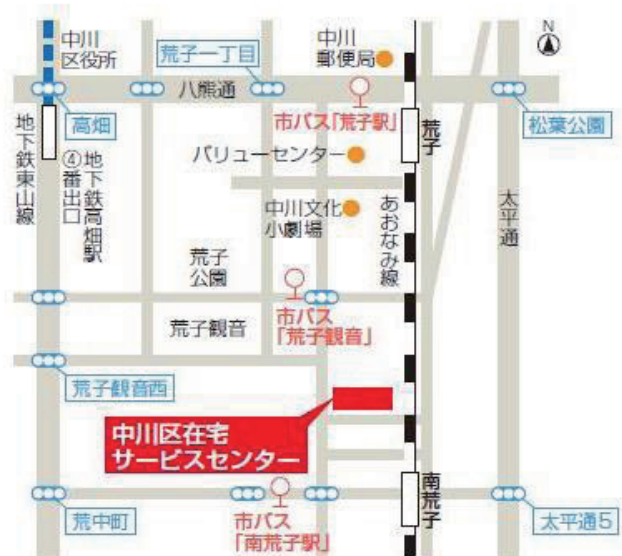 中川
区役所
荒子一丁目
中川
郵便局
N
八熊通
高畑
市バス「荒子駅」
荒子
松葉公園
地下鉄東山線
地下鉄高畑駅
④番出口
バリューセンター
中川文化
小劇場
あおなみ線
太平通
荒子
公園
荒子観音
市バス
「荒子観音」
荒子観音西
中川区在宅
サービスセンター
南荒子
荒中町
市バス
「南荒子駅」
太平通5